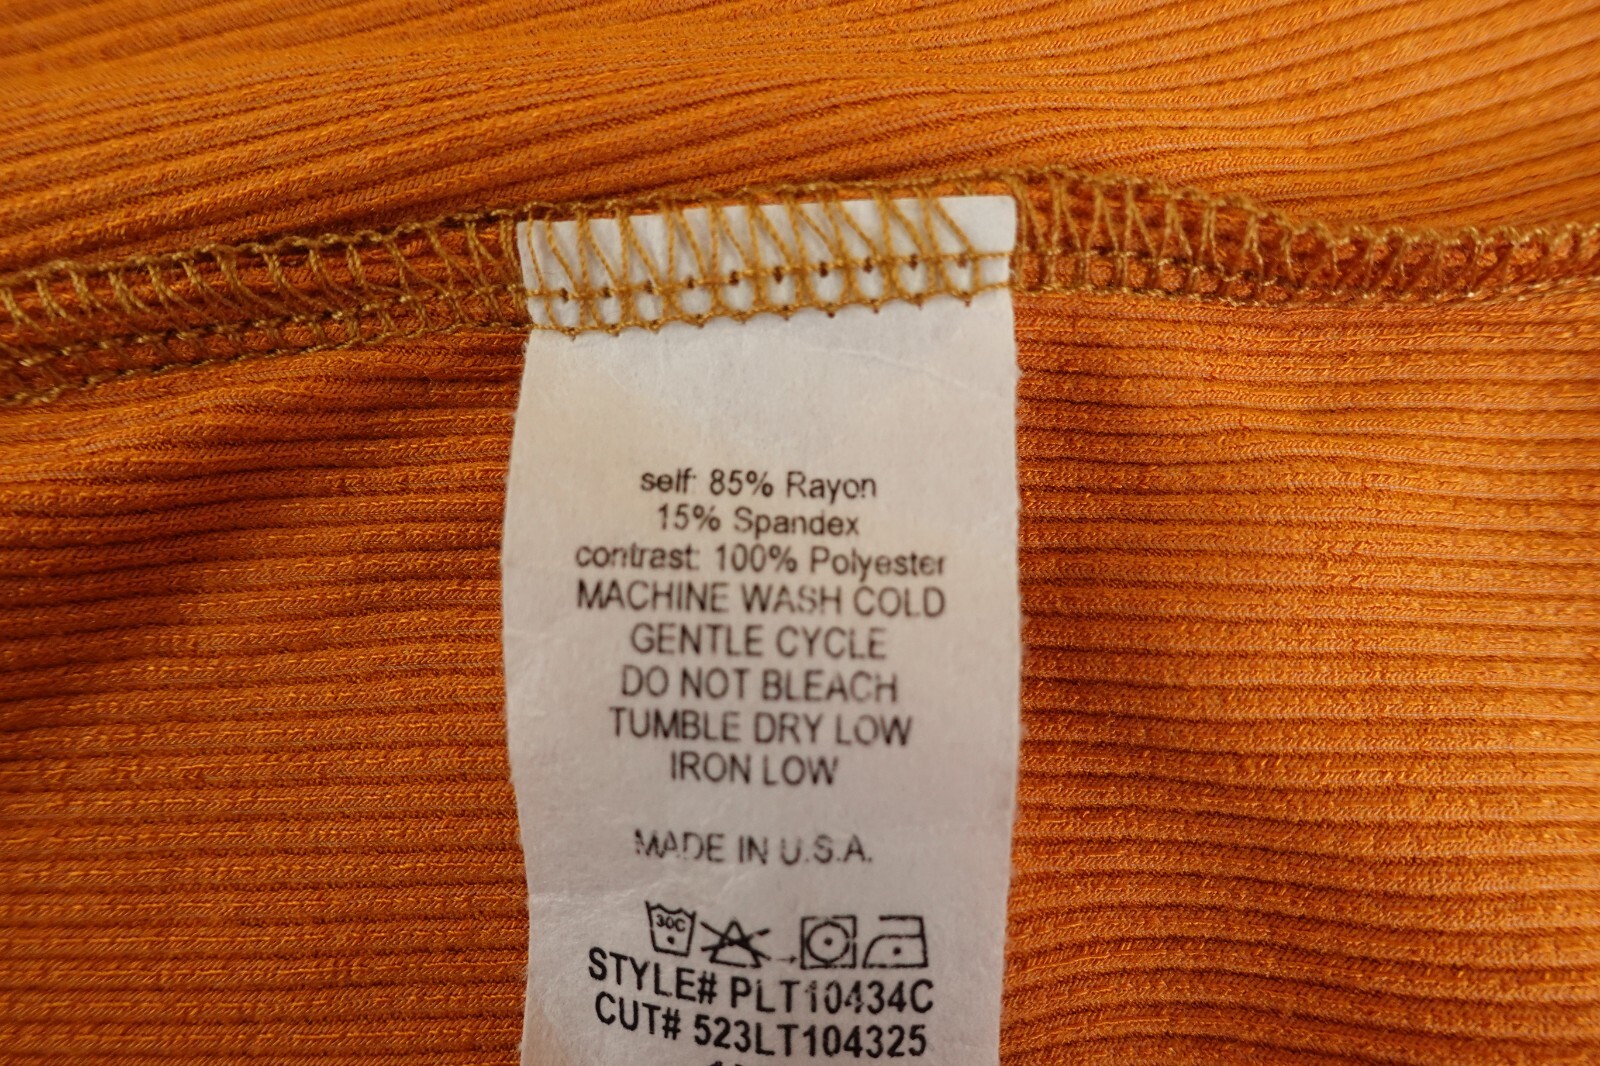 self: 85% Rayon
15% Spandex
contrast: 100% Polyester
MACHINE WASH COLD
GENTLE CYCLE
DO NOT BLEACH
TUMBLE DRY LOW
IRON LOW
MADE IN U.S.A.
30C
STYLE# PLT10434C
CUT# 523LT104325